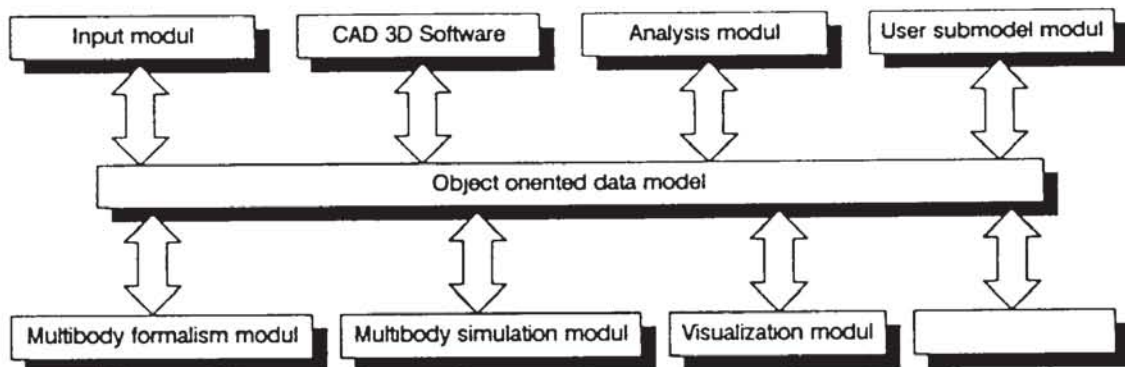 Input modul
CAD 3D Software
Analysis modul
User submodel modul
Object oriented data model
Multibody formalism modul
Multibody simulation modul
Visualization modul